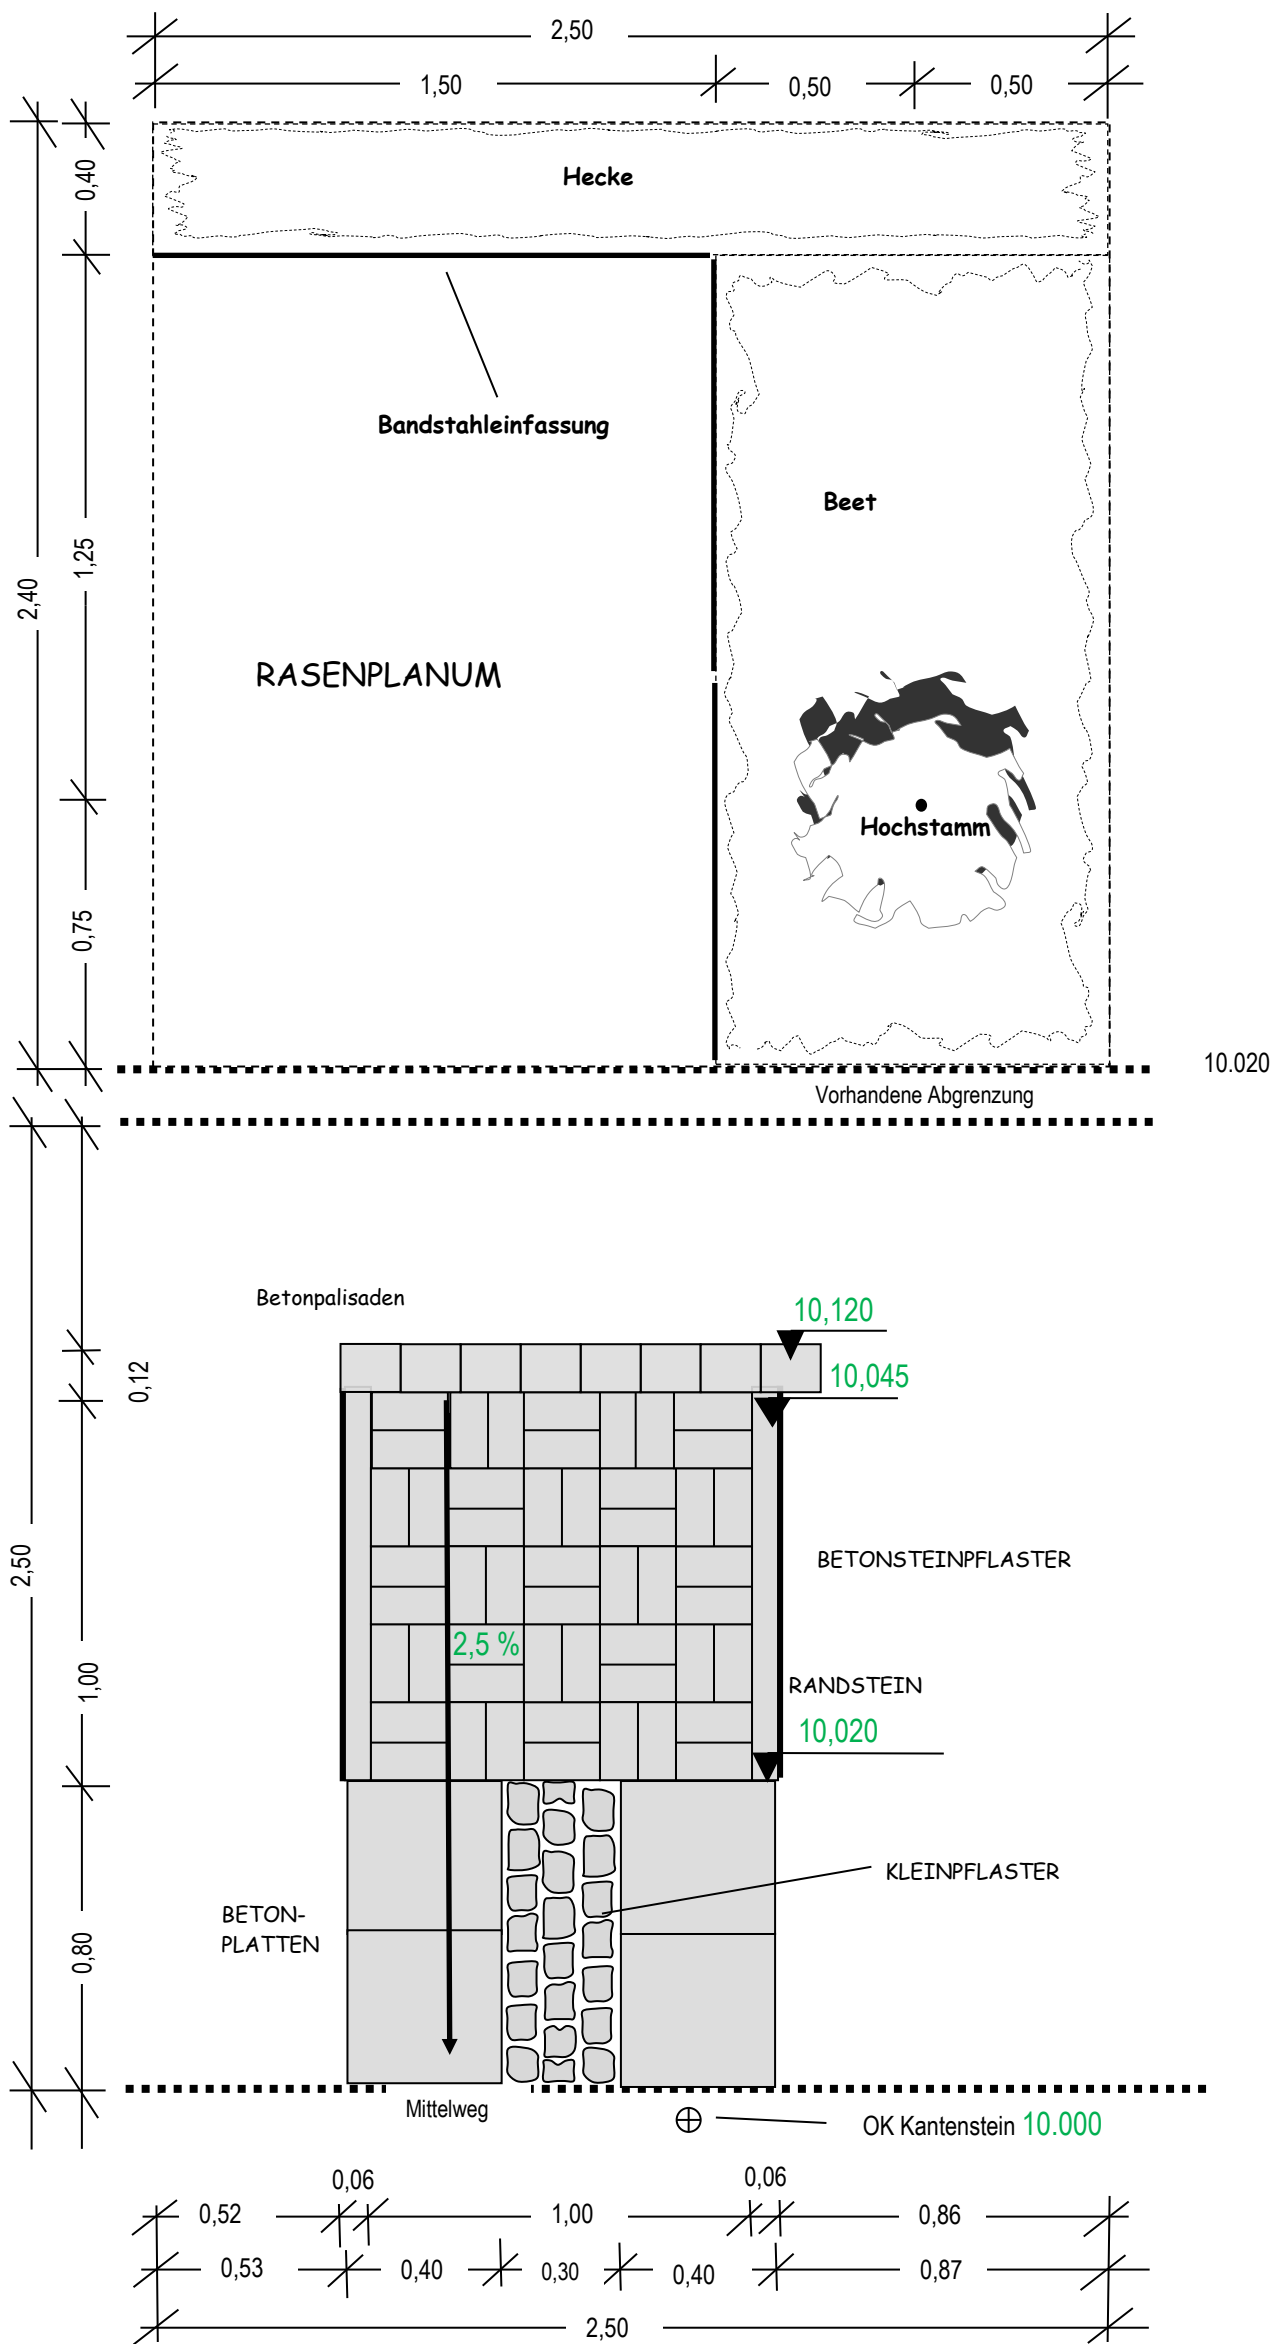 2,50
1,50
0,50
0,50
0,40
Hecke
Bandstahleinfassung
Beet
1,25
2,40
RASENPLANUM
Hochstamm
0,75
10.020
Vorhandene Abgrenzung
Betonpalisaden
10,120
0,12
10,045
2,50
BETONSTEINPFLASTER
2,5 %
1,00
RANDSTEIN
10,020
KLEINPFLASTER
BETON-
PLATTEN
0,80
Mittelweg
OK Kantenstein 10.000
0,06
0,06
0,52
1,00
0,86
0,53
0,40
0,30
0,40
0,87
2,50